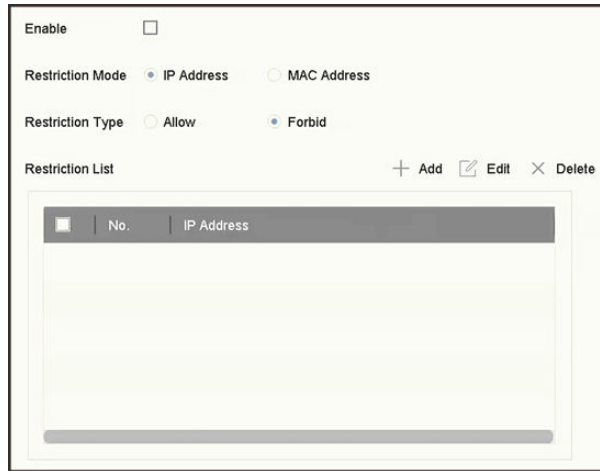 Enable
Restriction Mode IP Address MAC Address
Restriction Type Allow Forbid
Restriction List Add Edit Delete
No. IP Address